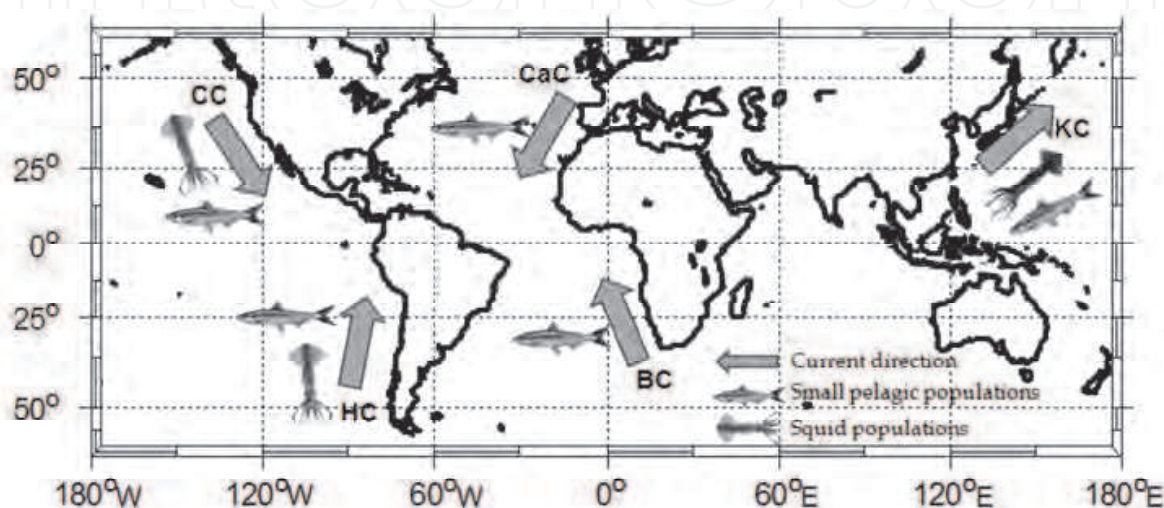 50°
CaC
CC
KC
25°
0°
25°
Current direction
BC
Small pelagic populations
50°
HC
Squid populations
180°W 120°W 60°W 0° 60°E 120°E 180°E